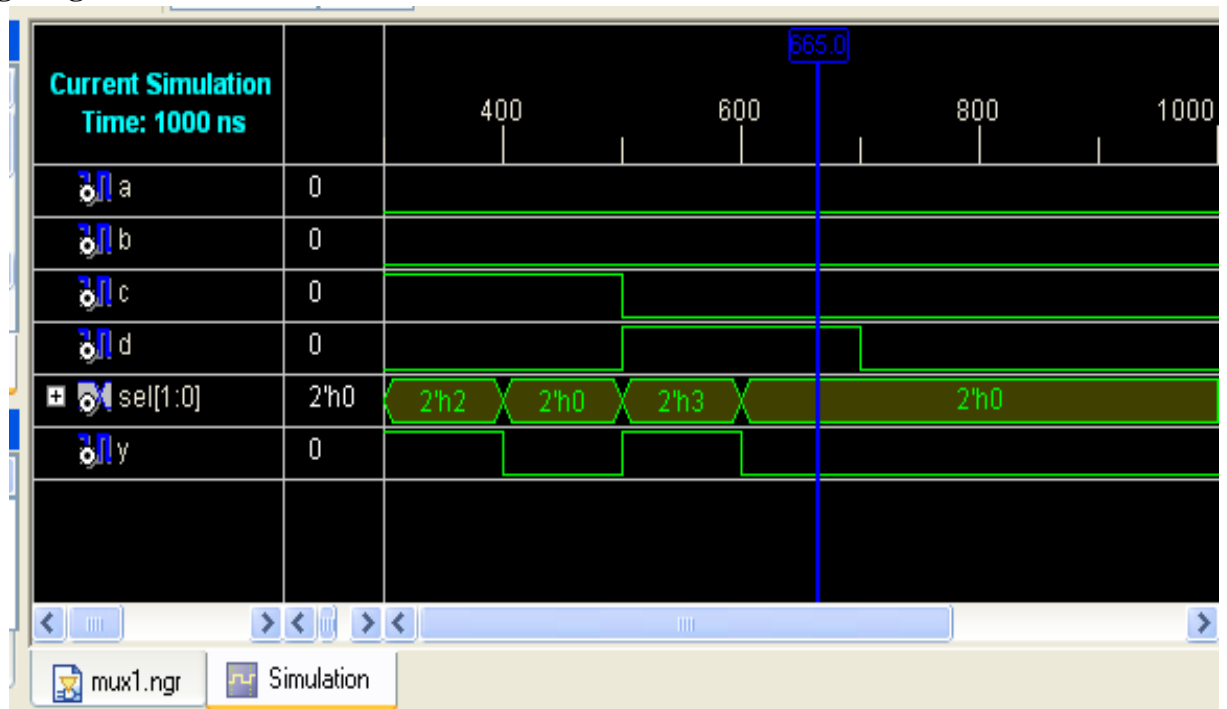 665.0
Current Simulation
Time: 1000 ns
400 600 800 1000
a 0
b 0
c 0
d 0
sel[1:0] 2'h0 2'h2 2'h0 2'h3 2'h0
y 0
mux1.ngr Simulation